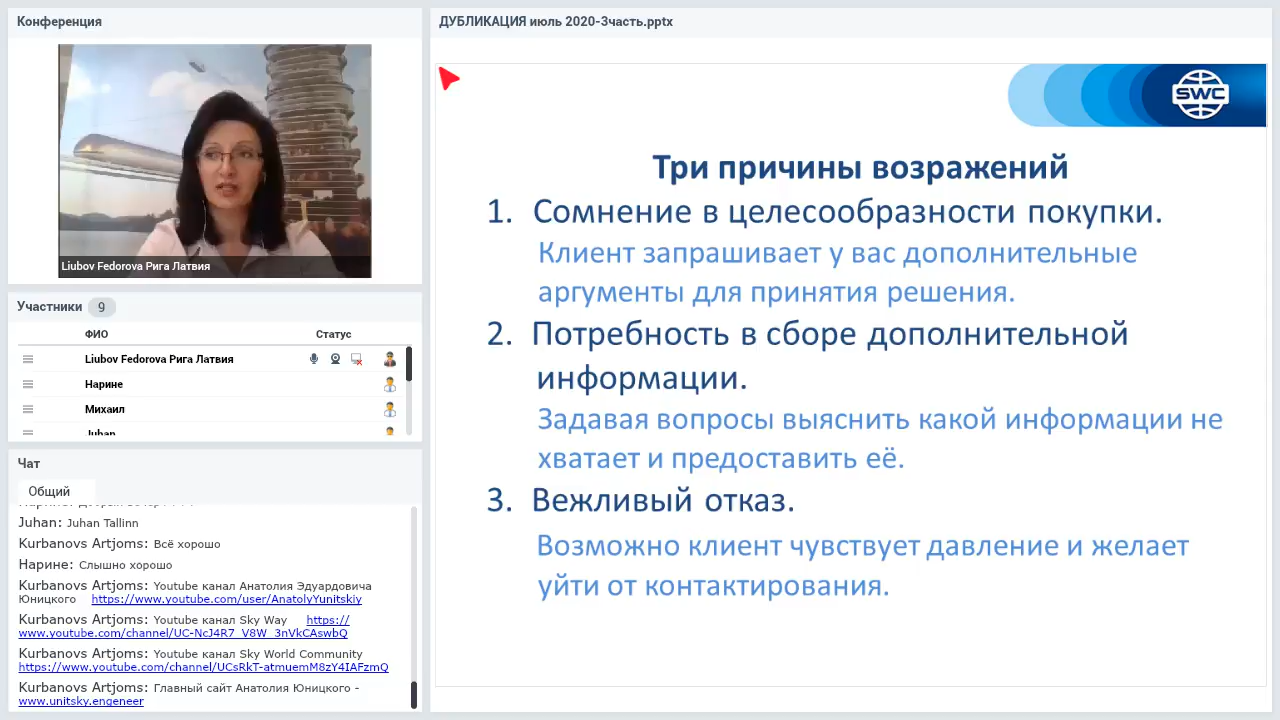 Конференция
Liubov Fedorova Рига Латвия
Участники 9
ФИО Статус
Liubov Fedorova Рига Латвия
Нарине
Михаил
Juhan
Чат
Общий
Juhan: Juhan Tallinn
Kurbanovs Artjoms: Всё хорошо
Нарине: Слышно хорошо
Kurbanovs Artjoms: Youtube канал Анатолия Эдуардовича
Юницкого https://www.youtube.com/user/AnatolyYunitskiy
Kurbanovs Artjoms: Youtube канал Sky Way https://
www.youtube.com/channel/UC-NcJ4R7_V8W_3nVkCAswbQ
Kurbanovs Artjoms: Youtube канал Sky World Community
https://www.youtube.com/channel/UCsRkT-atmuemM8zY4IAFzmQ
Kurbanovs Artjoms: Главный сайт Анатолия Юницкого -
www.unitsky.engeneer
ДУБЛИКАЦИЯ июль 2020-3часть.pptx
SWC
Три причины возражений
1. Сомнение в целесообразности покупки.
Клиент запрашивает у вас дополнительные
аргументы для принятия решения.
2. Потребность в сборе дополнительной
информации.
Задавая вопросы выяснить какой информации не
хватает и предоставить её.
3. Вежливый отказ.
Возможно клиент чувствует давление и желает
уйти от контактирования.